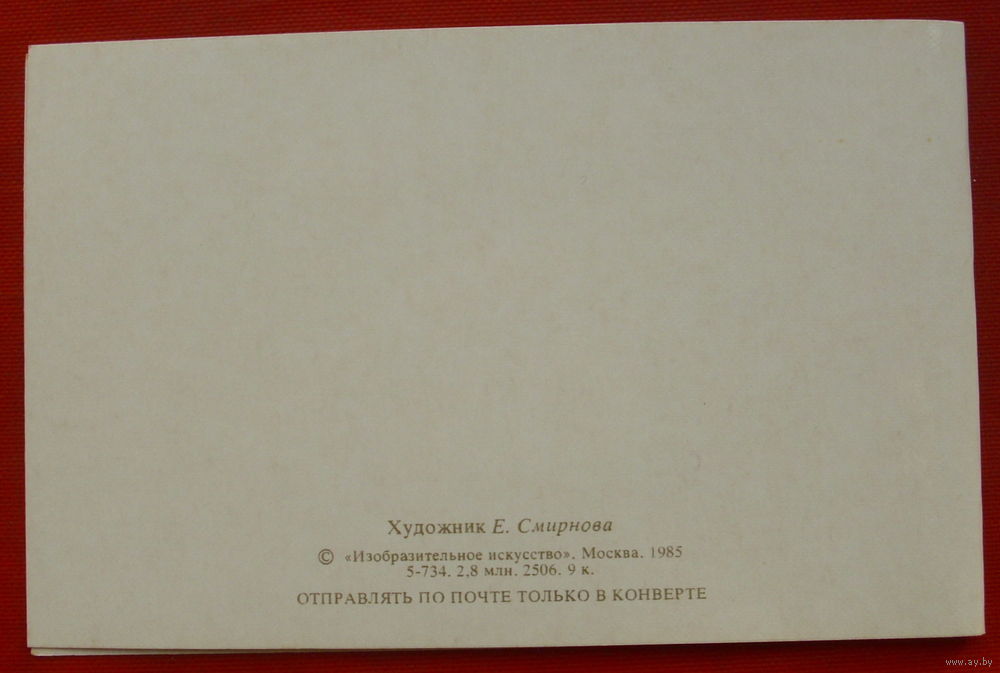 Художник Е. Смирнова
© «Изобразительное искусство». Москва. 1985
5-734. 2,8 млн. 2506. 9 к.
ОТПРАВЛЯТЬ ПО ПОЧТЕ ТОЛЬКО В КОНВЕРТЕ
www.ay.by